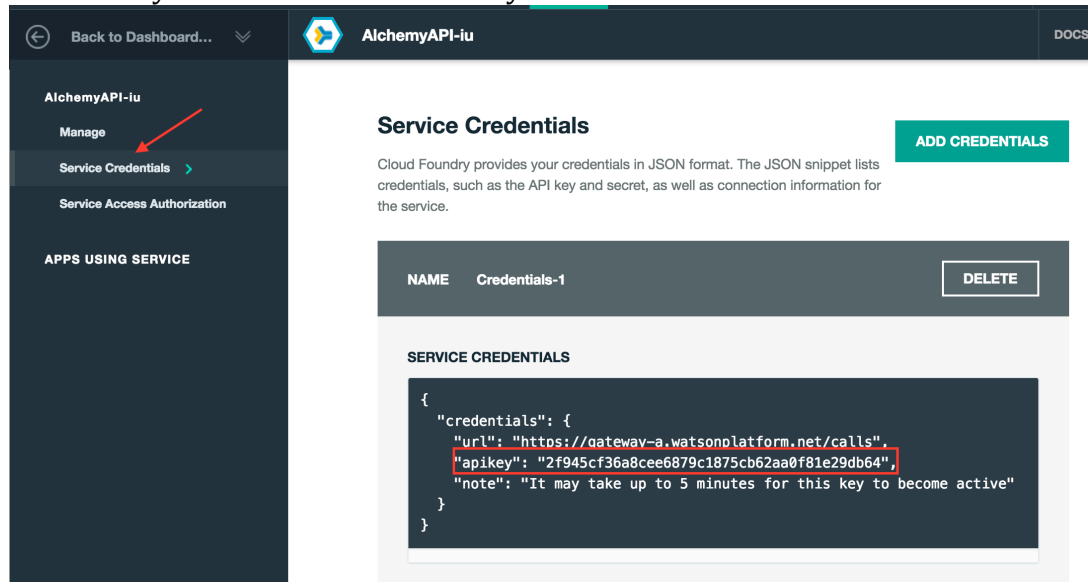 Back to Dashboard...
AlchemyAPI-iu
DOCS
AlchemyAPI-iu
Manage
Service Credentials
Service Access Authorization
APPS USING SERVICE
Service Credentials
ADD CREDENTIALS
Cloud Foundry provides your credentials in JSON format. The JSON snippet lists
credentials, such as the API key and secret, as well as connection information for
the service.
NAME Credentials-1
DELETE
SERVICE CREDENTIALS
{
"credentials": {
"url": "https://gateway-a.watsonplatform.net/calls",
"apikey": "2f945cf36a8cee6879c1875cb62aa0f81e29db64",
"note": "It may take up to 5 minutes for this key to become active"
}
}